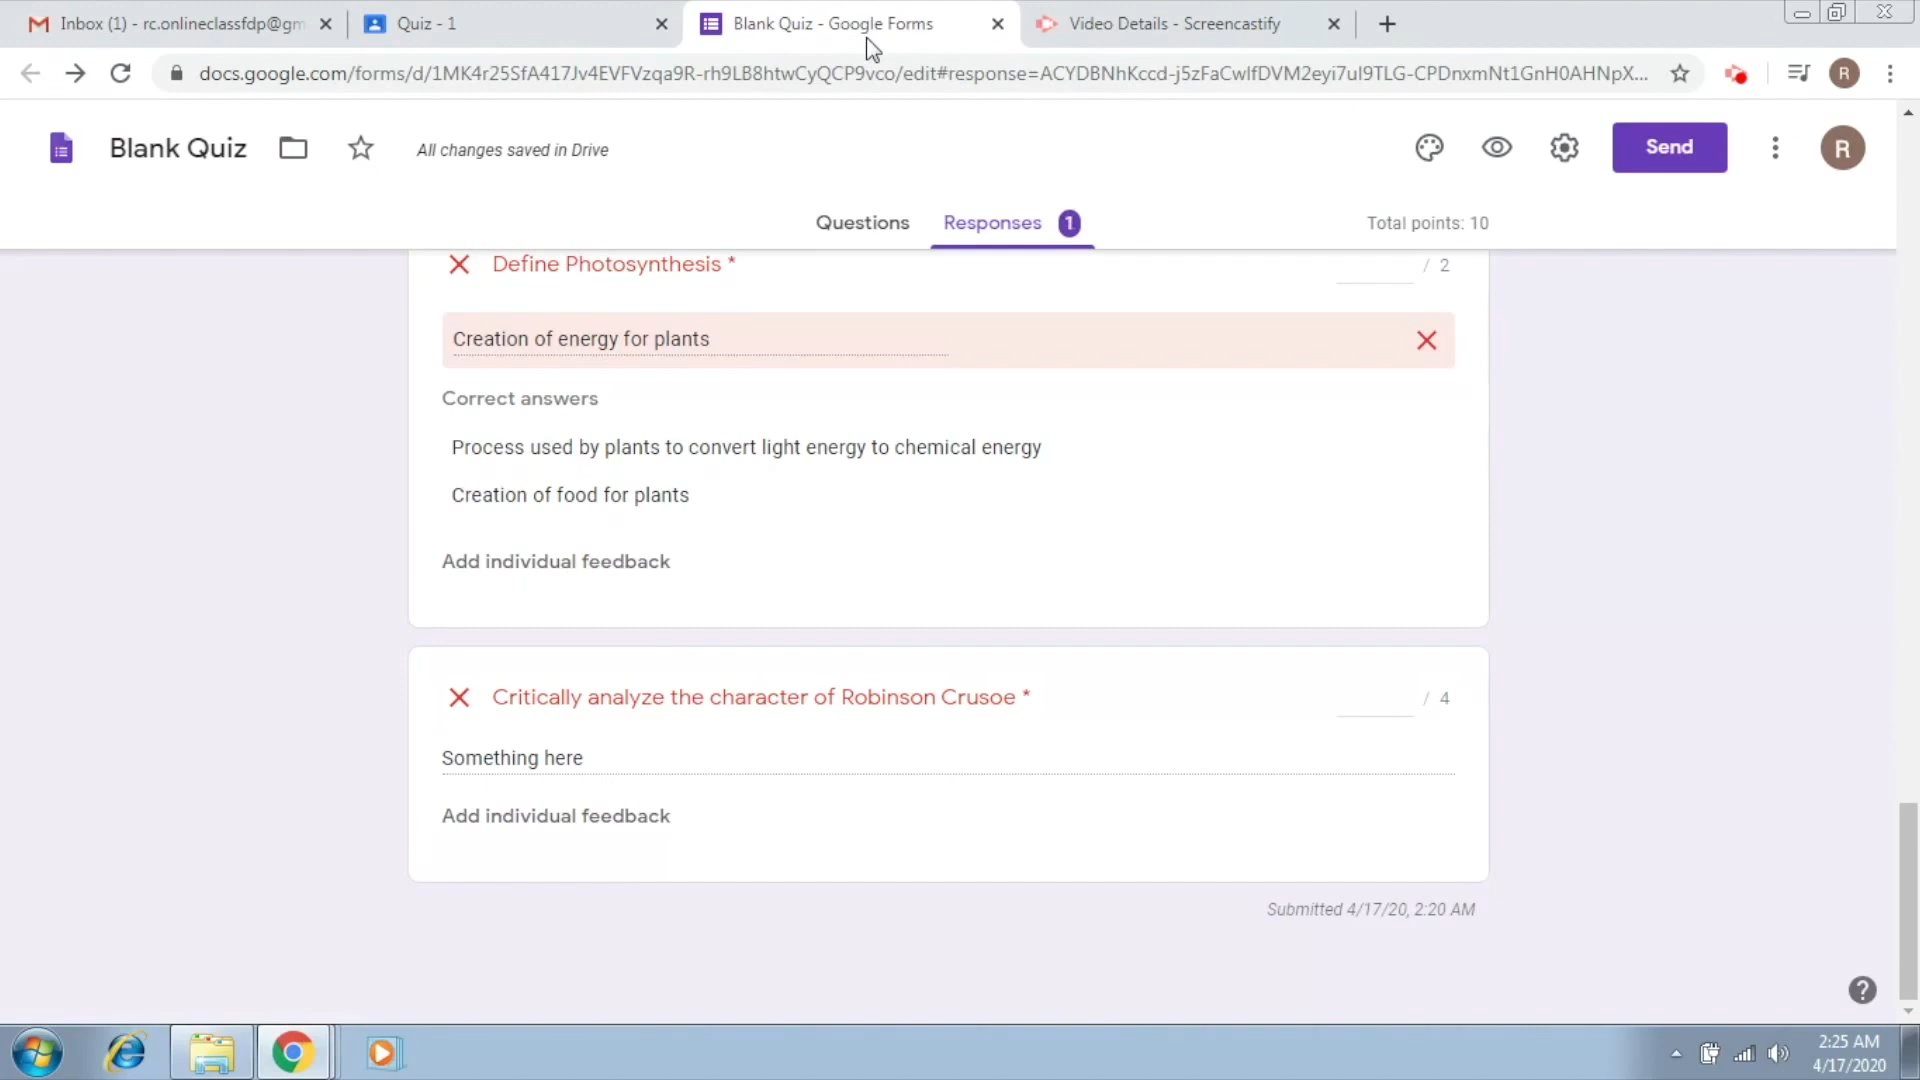 Inbox (1) - rc.onlineclassfdp@gm
Quiz - 1
Blank Quiz - Google Forms
Video Details - Screencastify
docs.google.com/forms/d/1MK4r25SfA417Jv4EVFVzqa9R-rh9LB8htwCyQCP9vco/edit#response=ACYDBNhKccd-j5zFaCwlfDVM2eyi7ul9TLG-CPDnxmNt1GnH0AHNpX...
R
Blank Quiz
All changes saved in Drive
Send
R
Questions
Responses 1
Total points: 10
Define Photosynthesis *
/ 2
Creation of energy for plants
Correct answers
Process used by plants to convert light energy to chemical energy
Creation of food for plants
Add individual feedback
Critically analyze the character of Robinson Crusoe *
/ 4
Something here
Add individual feedback
Submitted 4/17/20, 2:20 AM
2:25 AM
4/17/2020